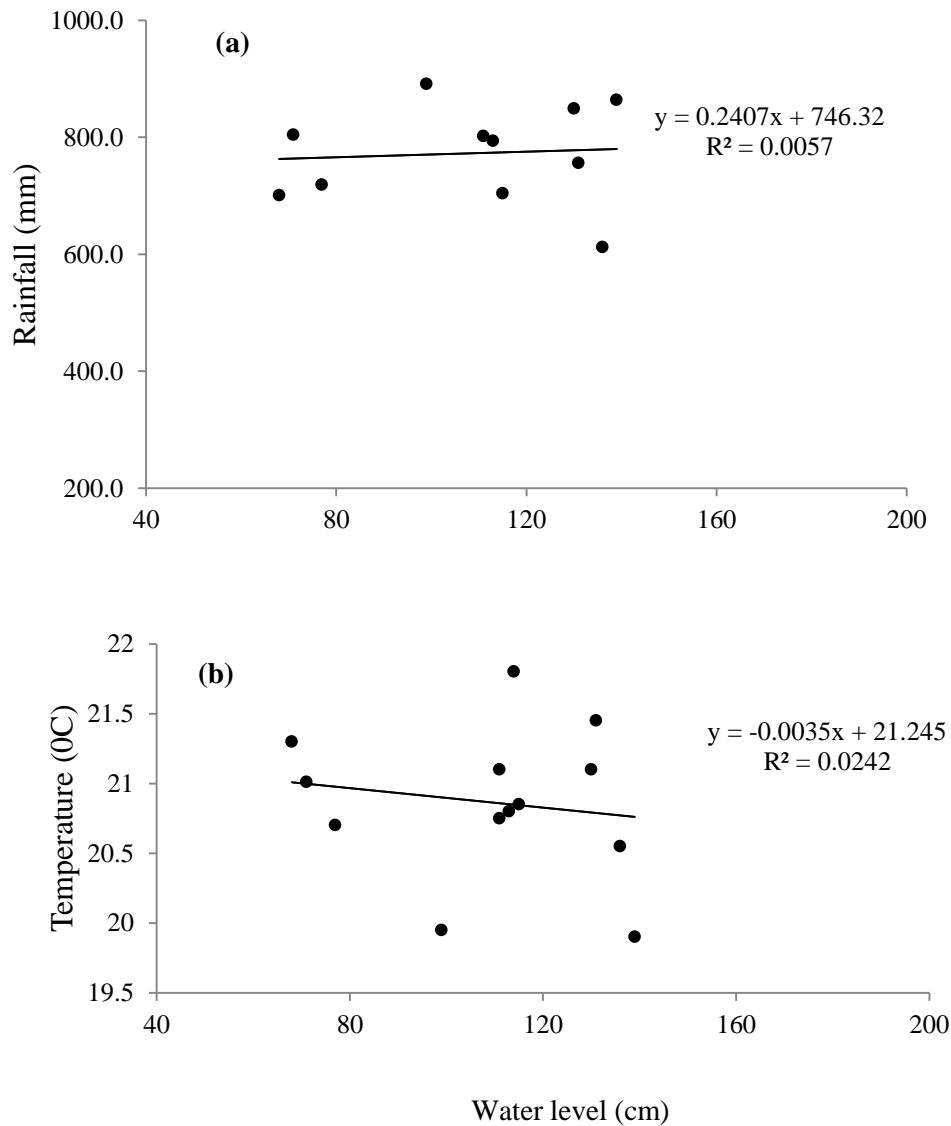 1000.0
(a)
800.0
y = 0.2407x + 746.32
R² = 0.0057
Rainfall (mm)
600.0
400.0
200.0
40 80 120 160 200
22
(b)
21.5
y = -0.0035x + 21.245
R² = 0.0242
Temperature (0C)
21
20.5
20
19.5
40 80 120 160 200
Water level (cm)